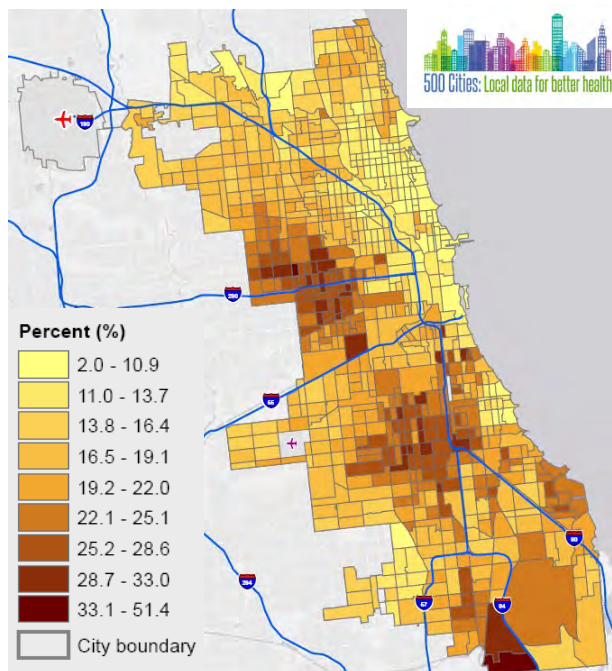 500 Cities: Local data for better health
190
290
55
Percent (%)
2.0 - 10.9
11.0 - 13.7
13.8 - 16.4
16.5 - 19.1
19.2 - 22.0
22.1 - 25.1
25.2 - 28.6
28.7 - 33.0
33.1 - 51.4
City boundary
90
294
57
94